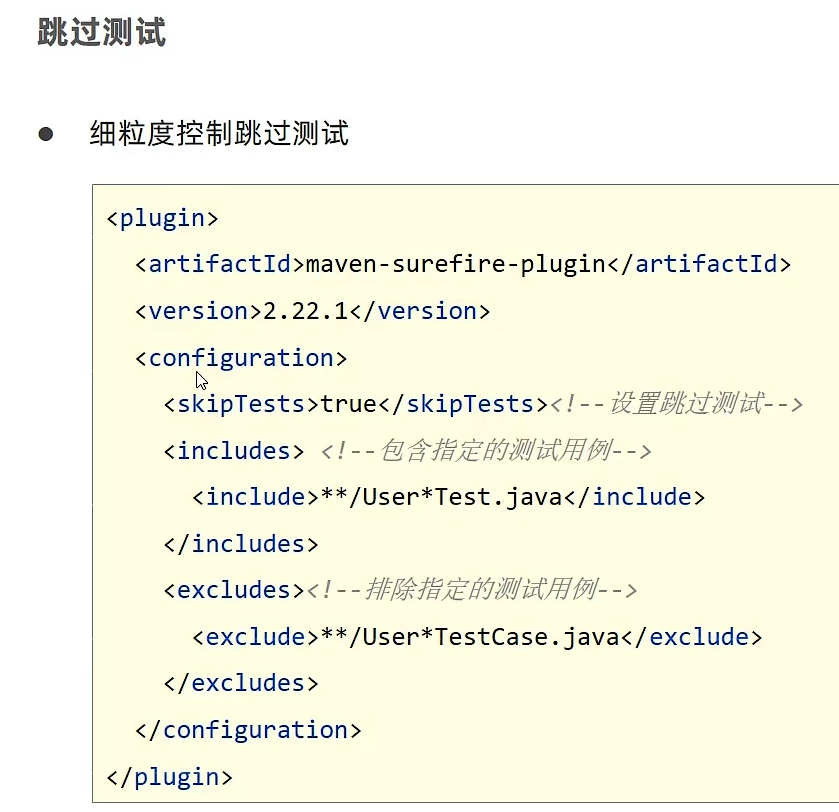 跳过测试
● 细粒度控制跳过测试
<plugin>
<artifactId>maven-surefire-plugin</artifactId>
<version>2.22.1</version>
<configuration>
<skipTests>true</skipTests><!--设置跳过测试-->
<includes> <!--包含指定的测试用例-->
<include>**/User*Test.java</include>
</includes>
<excludes><!--排除指定的测试用例-->
<exclude>**/User*TestCase.java</exclude>
</excludes>
</configuration>
</plugin>